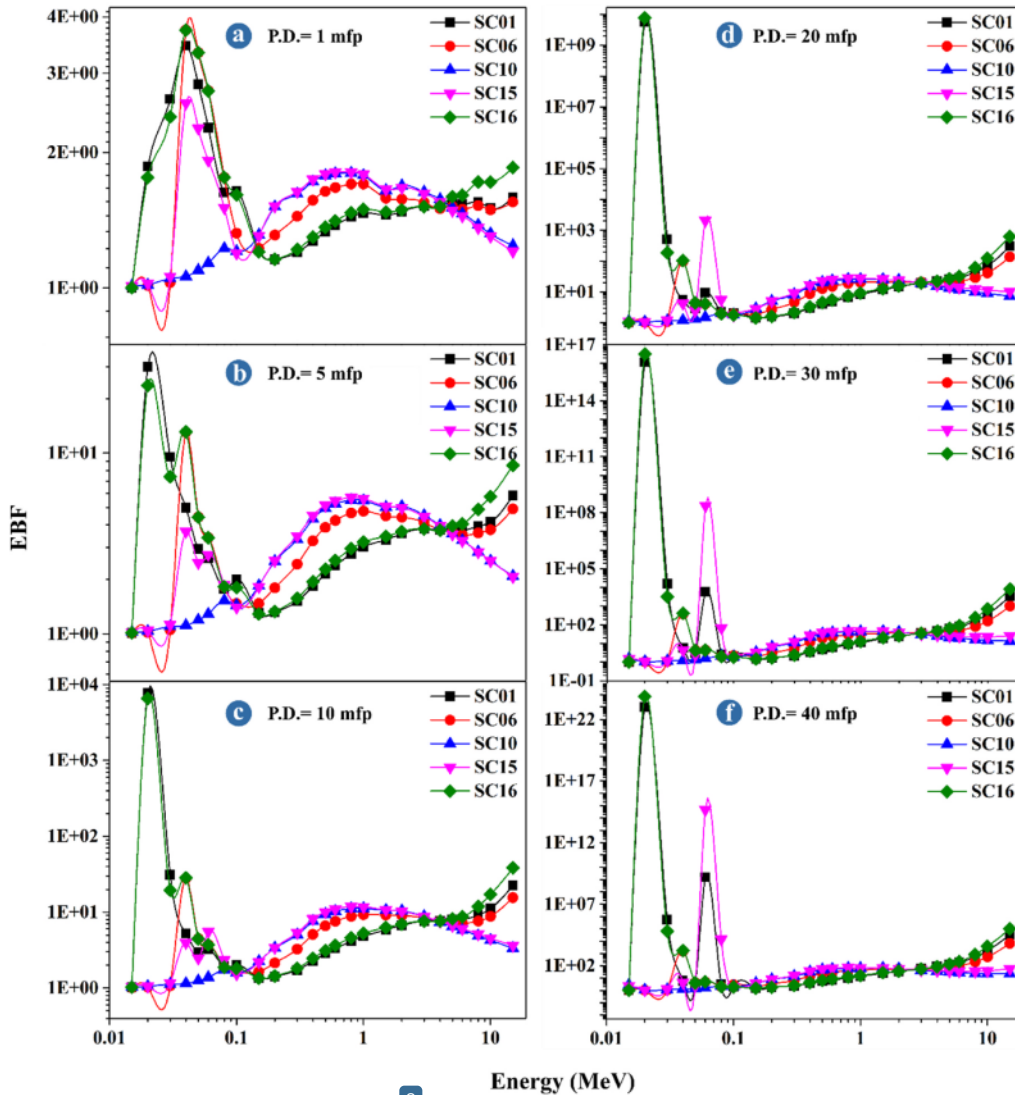 EBF
a P.D.= 1 mfp
SC01
SC06
SC10
SC15
SC16
4E+00
3E+00
2E+00
1E+00
b P.D.= 5 mfp
SC01
SC06
SC10
SC15
SC16
1E+01
1E+00
c P.D.= 10 mfp
SC01
SC06
SC10
SC15
SC16
1E+04
1E+03
1E+02
1E+01
1E+00
0.01
0.1
1
10
d P.D.= 20 mfp
SC01
SC06
SC10
SC15
SC16
1E+09
1E+07
1E+05
1E+03
1E+01
e P.D.= 30 mfp
SC01
SC06
SC10
SC15
SC16
1E+17
1E+14
1E+11
1E+08
1E+05
1E+02
1E-01
f P.D.= 40 mfp
SC01
SC06
SC10
SC15
SC16
1E+22
1E+17
1E+12
1E+07
1E+02
0.01
0.1
1
10
Energy (MeV)